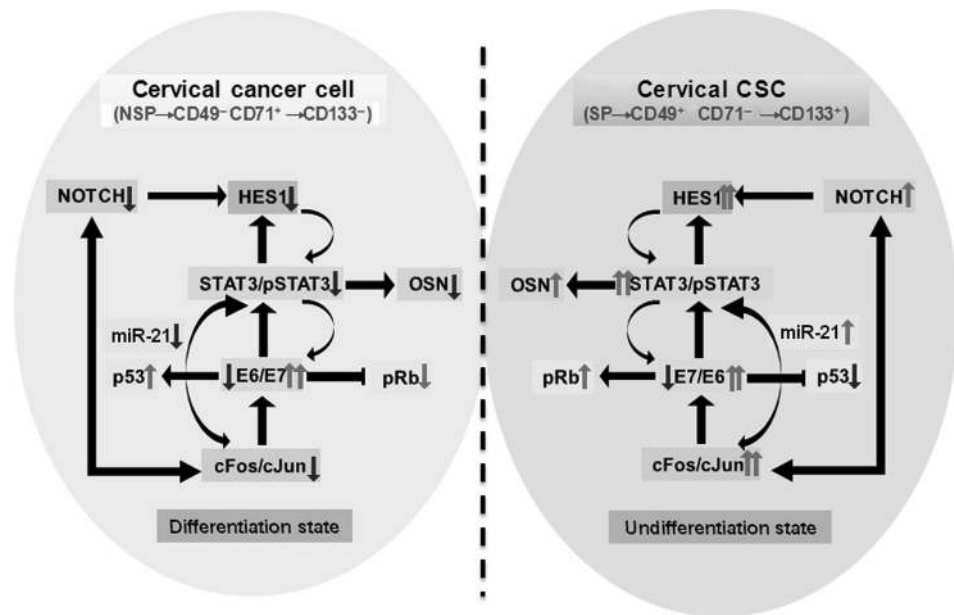 Cervical cancer cell
(NSP→CD49⁻ CD71⁺ →CD133⁻)
NOTCH↓
HES1↓
STAT3/pSTAT3↓
OSN↓
miR-21↓
p53↑
↓E6/E7↑↑
pRb↓
cFos/cJun↓
Differentiation state
Cervical CSC
(SP→CD49⁺ CD71⁻ →CD133⁺)
HES1↑↑
NOTCH↑
OSN↑
↑↑STAT3/pSTAT3
miR-21↑
pRb↑
↓E7/E6↑↑
p53↓
cFos/cJun↑↑
Undifferentiation state